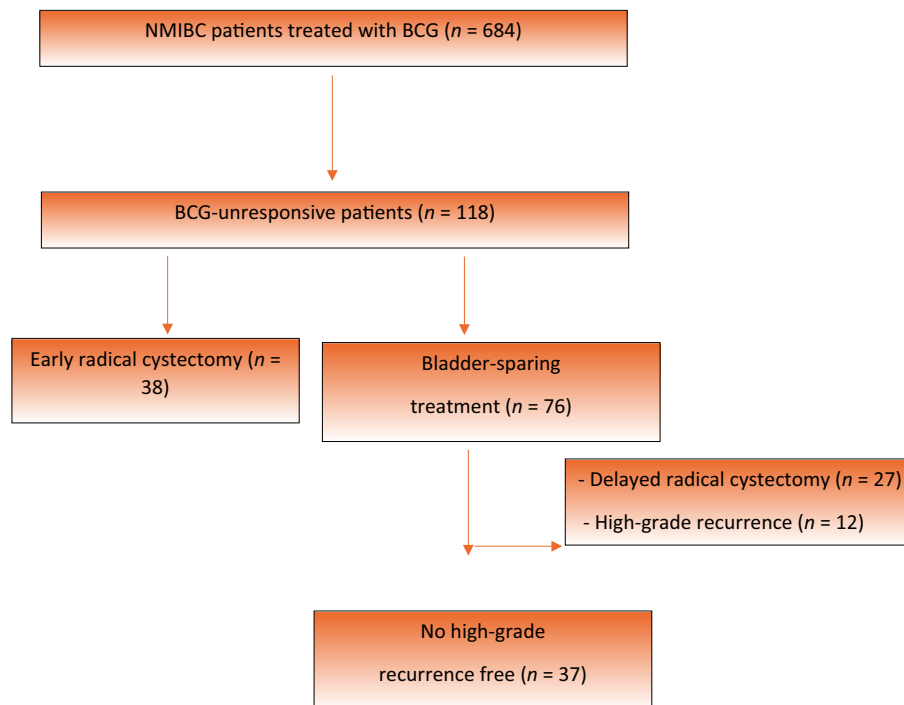 NMIBC patients treated with BCG (n = 684)
BCG-unresponsive patients (n = 118)
Early radical cystectomy (n =
38)
Bladder-sparing
treatment (n = 76)
- Delayed radical cystectomy (n = 27)
- High-grade recurrence (n = 12)
No high-grade
recurrence free (n = 37)